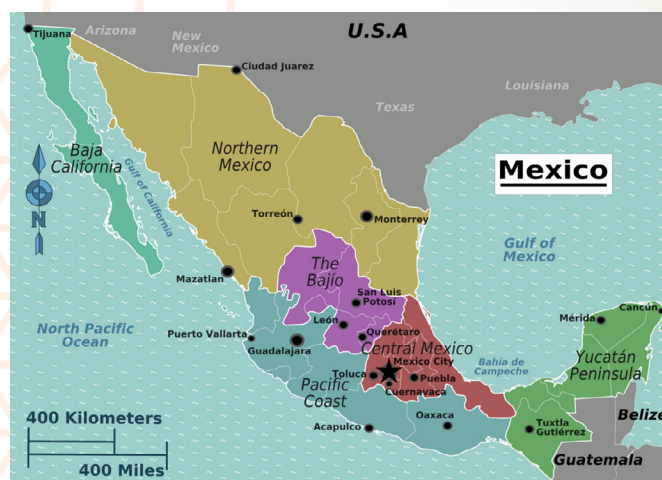 Tijuana
Arizona
New
Mexico
U.S.A
Ciudad Juarez
Louisiana
Texas
Baja
California
Northern
Mexico
Mexico
Gulf of California
N
Torreón
Monterrey
Gulf of
Mexico
The
Bajío
Mazatlan
San Luis
Potosí
Cancún
Mérida
North Pacific
Ocean
Puerto Vallarta
León
Querétaro
Guadalajara
Central Mexico
Mexico City
Yucatán
Peninsula
Bahía de
Campeche
Toluca
Puebla
Cuernavaca
Pacific
Coast
400 Kilometers
Acapulco
Oaxaca
Tuxtla
Gutiérrez
Belize
Guatemala
400 Miles